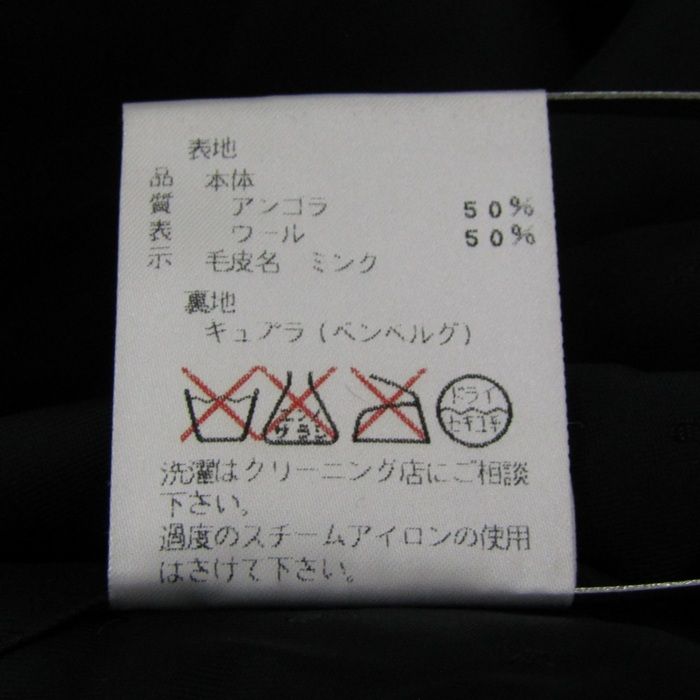 表地
品質表示
本体
アンゴラ 50%
ウール 50%
毛皮名 ミンク
裏地
キュプラ(ベンベルグ)
サラシ
ドライ
セキユ系
洗濯はクリーニング店にご相談
下さい。
過度のスチームアイロンの使用
はさけて下さい。